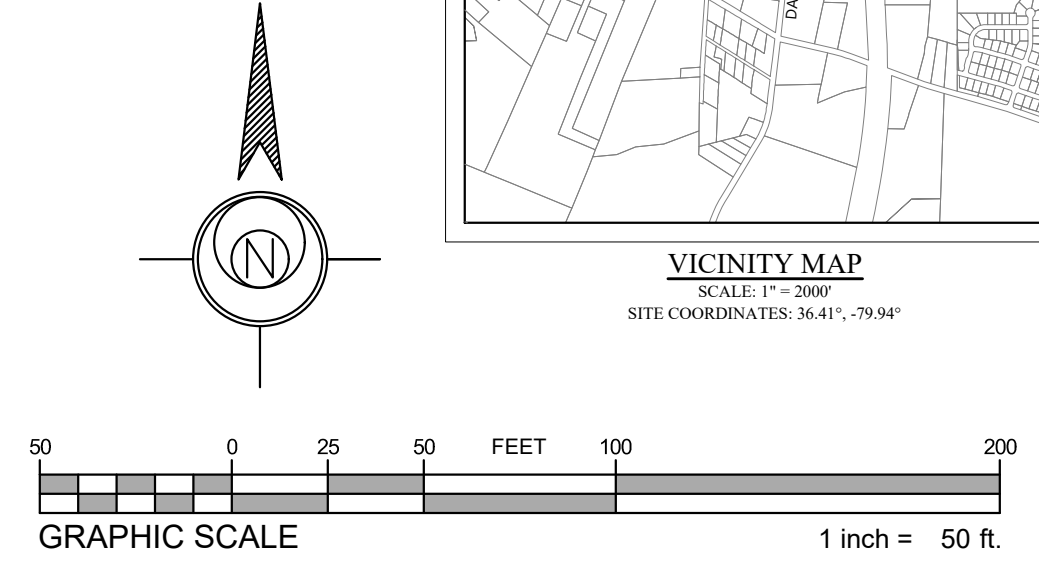 DA
N
VICINITY MAP
SCALE: 1" = 2000'
SITE COORDINATES: 36.41°, -79.94°
50 0 25 50 FEET 100 200
GRAPHIC SCALE 1 inch = 50 ft.